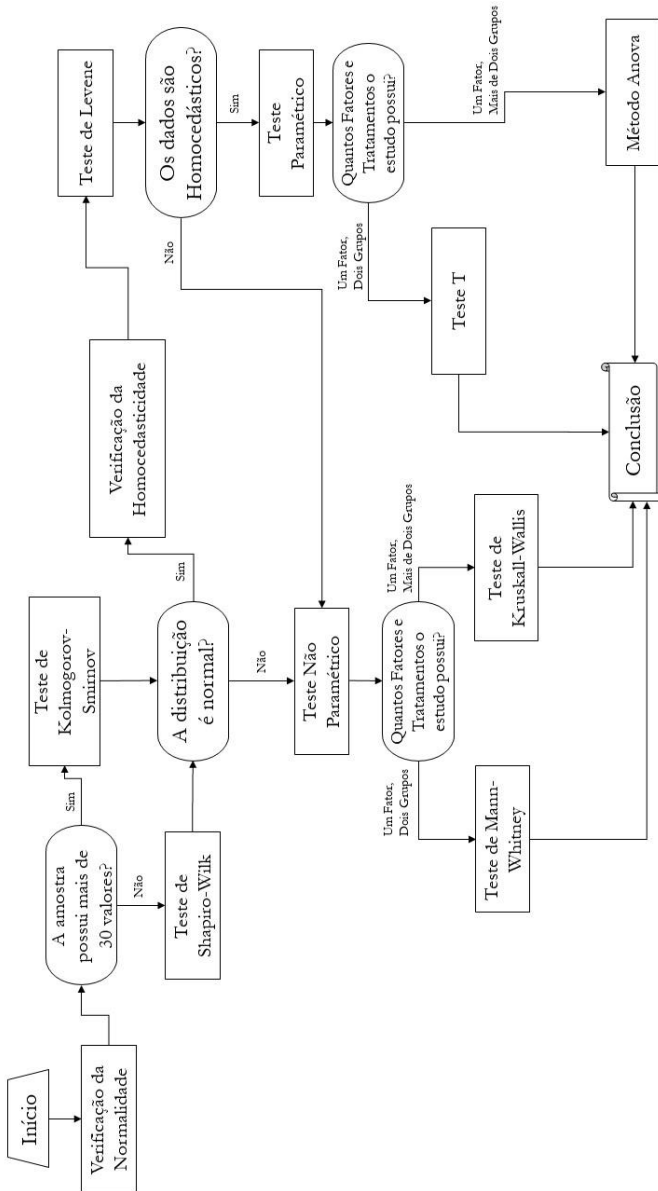 Início
Verificação da
Normalidade
A amostra
possui mais de
30 valores?
Sim
Não
Teste de
Kolmogorov-
Smirnov
Teste de
Shapiro-Wilk
A distribuição
é normal?
Sim
Não
Verificação da
Homocedasticidade
Teste de Levene
Os dados são
Homocedásticos?
Não
Sim
Teste
Paramétrico
Quantos Fatores e
Tratamentos o
estudo possui?
Um Fator,
Dois Grupos
Um Fator,
Mais de Dois Grupos
Teste T
Método Anova
Teste Não
Paramétrico
Quantos Fatores e
Tratamentos o
estudo possui?
Um Fator,
Dois Grupos
Um Fator,
Mais de Dois Grupos
Teste de Mann-
Whitney
Teste de
Kruskall-Wallis
Conclusão